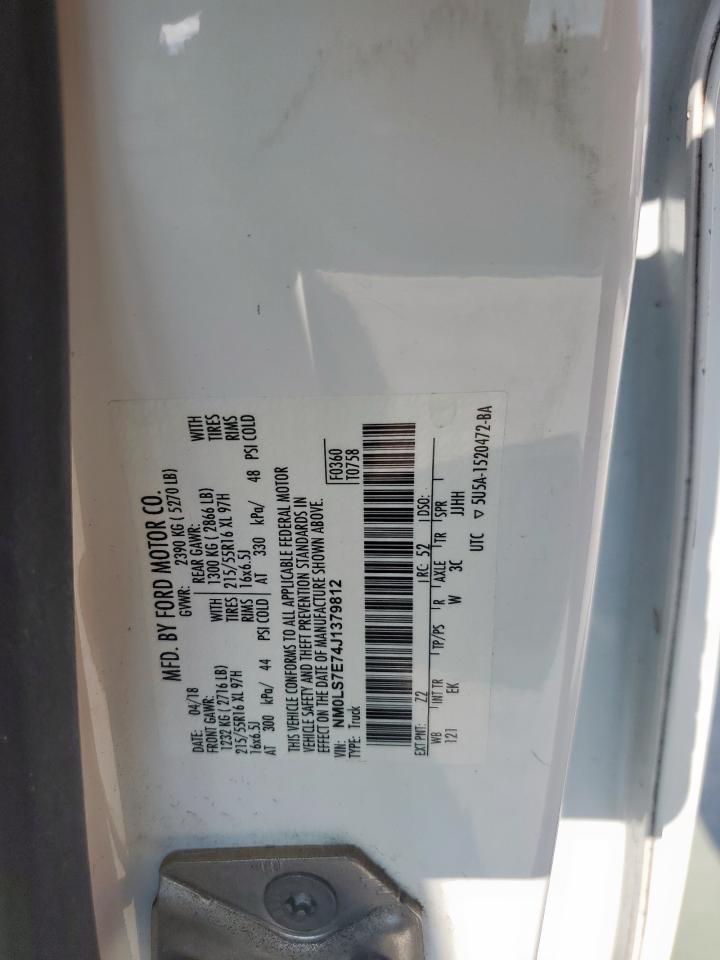 MFD. BY FORD MOTOR CO.
DATE: 04/18 GVWR: 2390 KG ( 5270 LB)
FRONT GAWR: REAR GAWR:
1232 KG ( 2716 LB) WITH 1300 KG ( 2866 LB) WITH
215/55R16 XL 97H TIRES 215/55R16 XL 97H TIRES
16x6.5J RIMS 16x6.5J RIMS
AT 300 kPa/ 44 PSI COLD AT 330 kPa/ 48 PSI COLD
THIS VEHICLE CONFORMS TO ALL APPLICABLE FEDERAL MOTOR
VEHICLE SAFETY AND THEFT PREVENTION STANDARDS IN
EFFECT ON THE DATE OF MANUFACTURE SHOWN ABOVE.
VIN: NM0LS7E74J1379812 F0360
TYPE: Truck T0758
EXT PNT: Z2 RC: 52 DSO:
WB INT TR TP/PS R AXLE TR SPR
121 EK W 3C JJHH
UTC ▽ 5U5A-1520472-BA